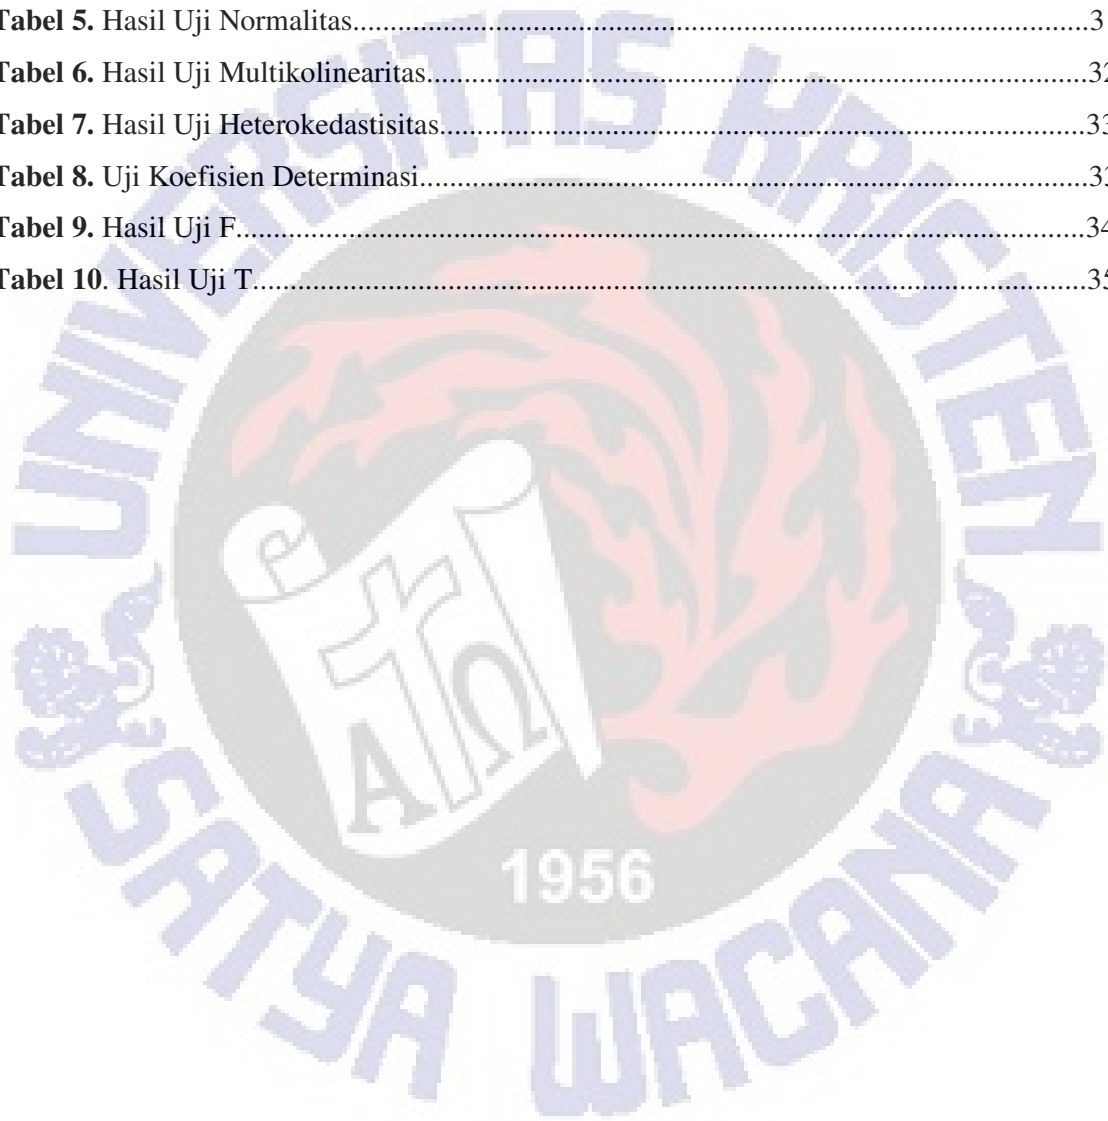 Tabel 5. Hasil Uji Normalitas....................................................................................................3
Tabel 6. Hasil Uji Multikolinearitas..........................................................................................32
Tabel 7. Hasil Uji Heterokedastisitas........................................................................................33
Tabel 8. Uji Koefisien Determinasi...........................................................................................33
Tabel 9. Hasil Uji F....................................................................................................................34
Tabel 10. Hasil Uji T..................................................................................................................35
UNIVERSITAS KRISTEN
SATYA WACANA
Α Ω
1956